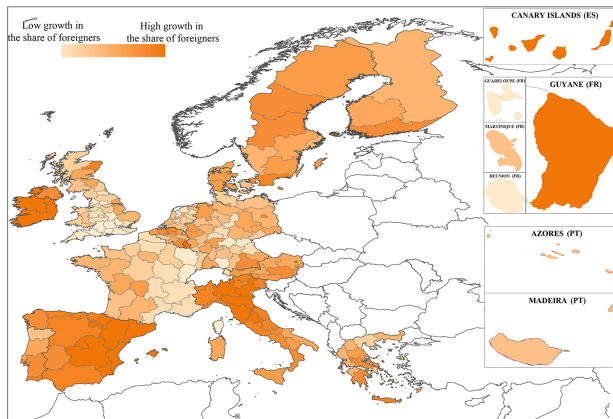 Low growth in
the share of foreigners
High growth in
the share of foreigners
CANARY ISLANDS (ES)
GUADELOUPE (FR)
GUYANE (FR)
MARTINIQUE (FR)
REUNION (FR)
AZORES (PT)
MADEIRA (PT)